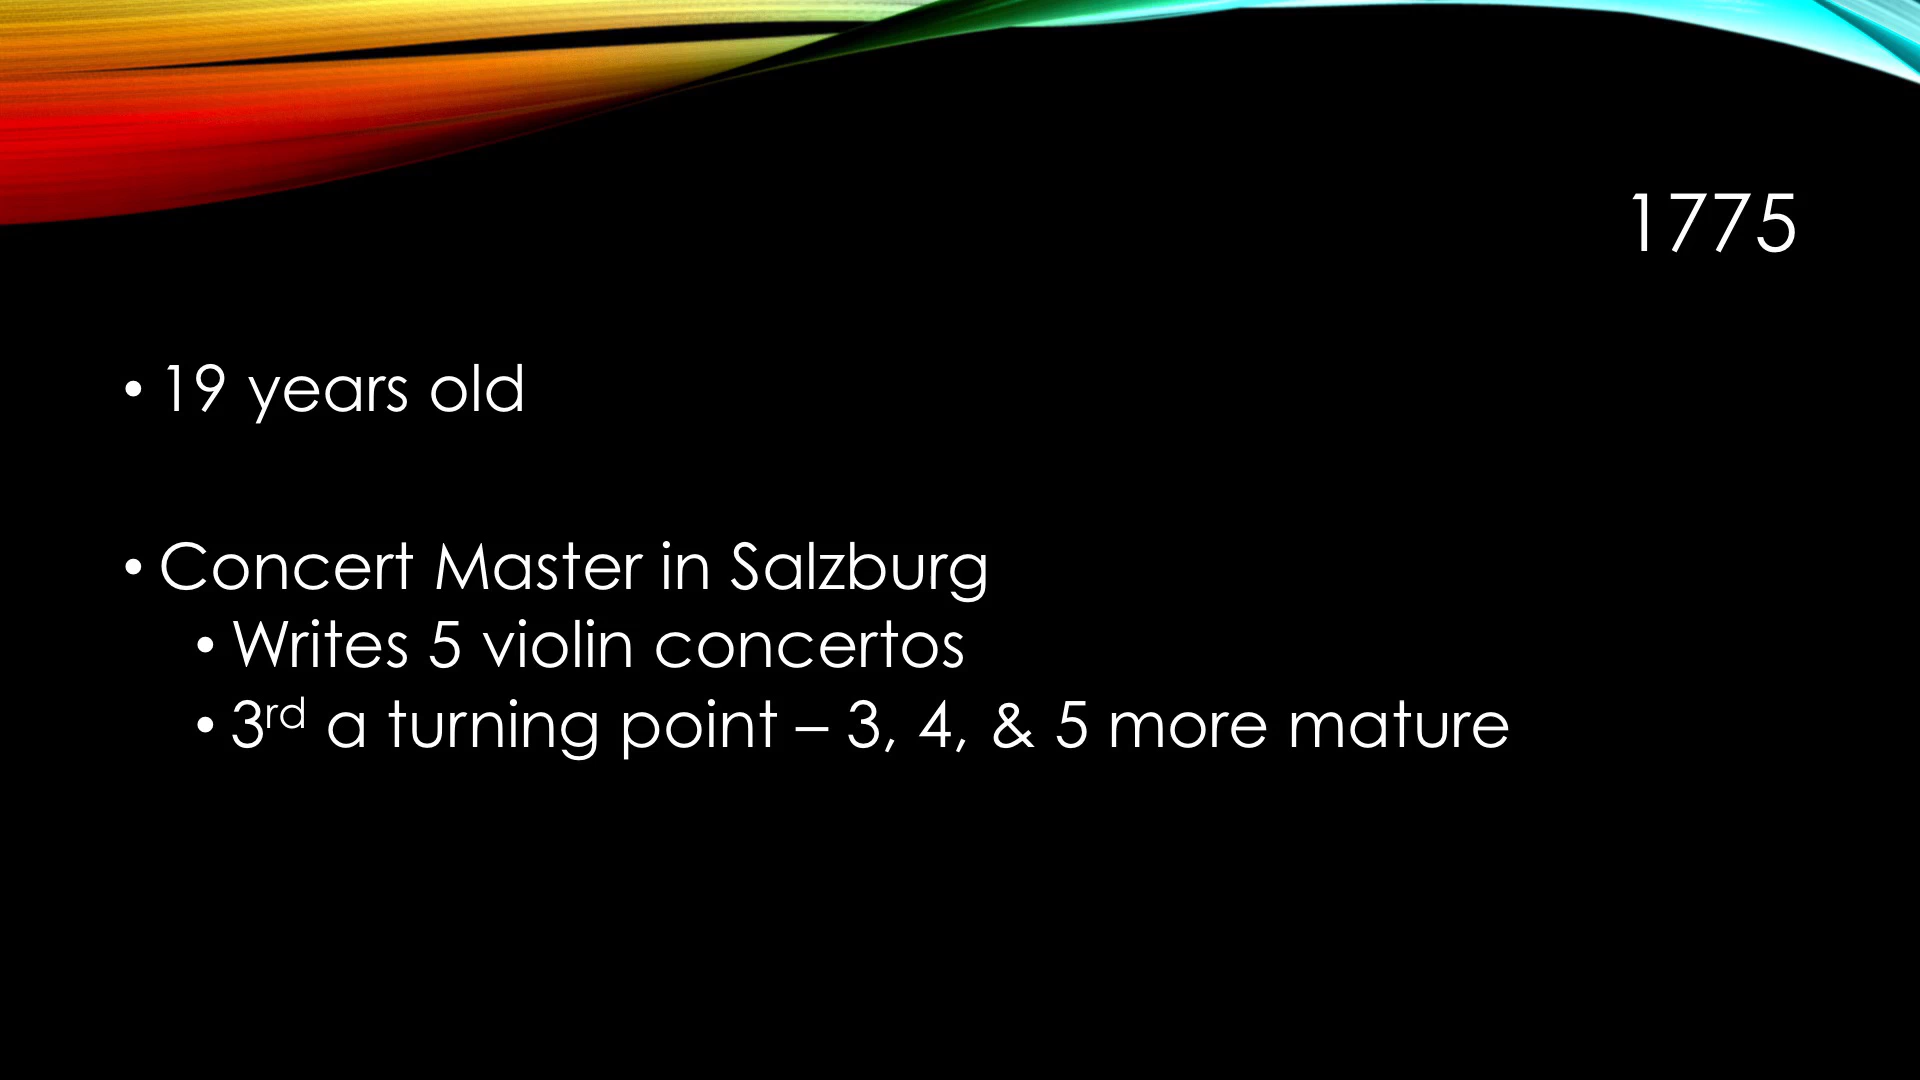 1775
• 19 years old
• Concert Master in Salzburg
• Writes 5 violin concertos
• 3rd a turning point – 3, 4, & 5 more mature